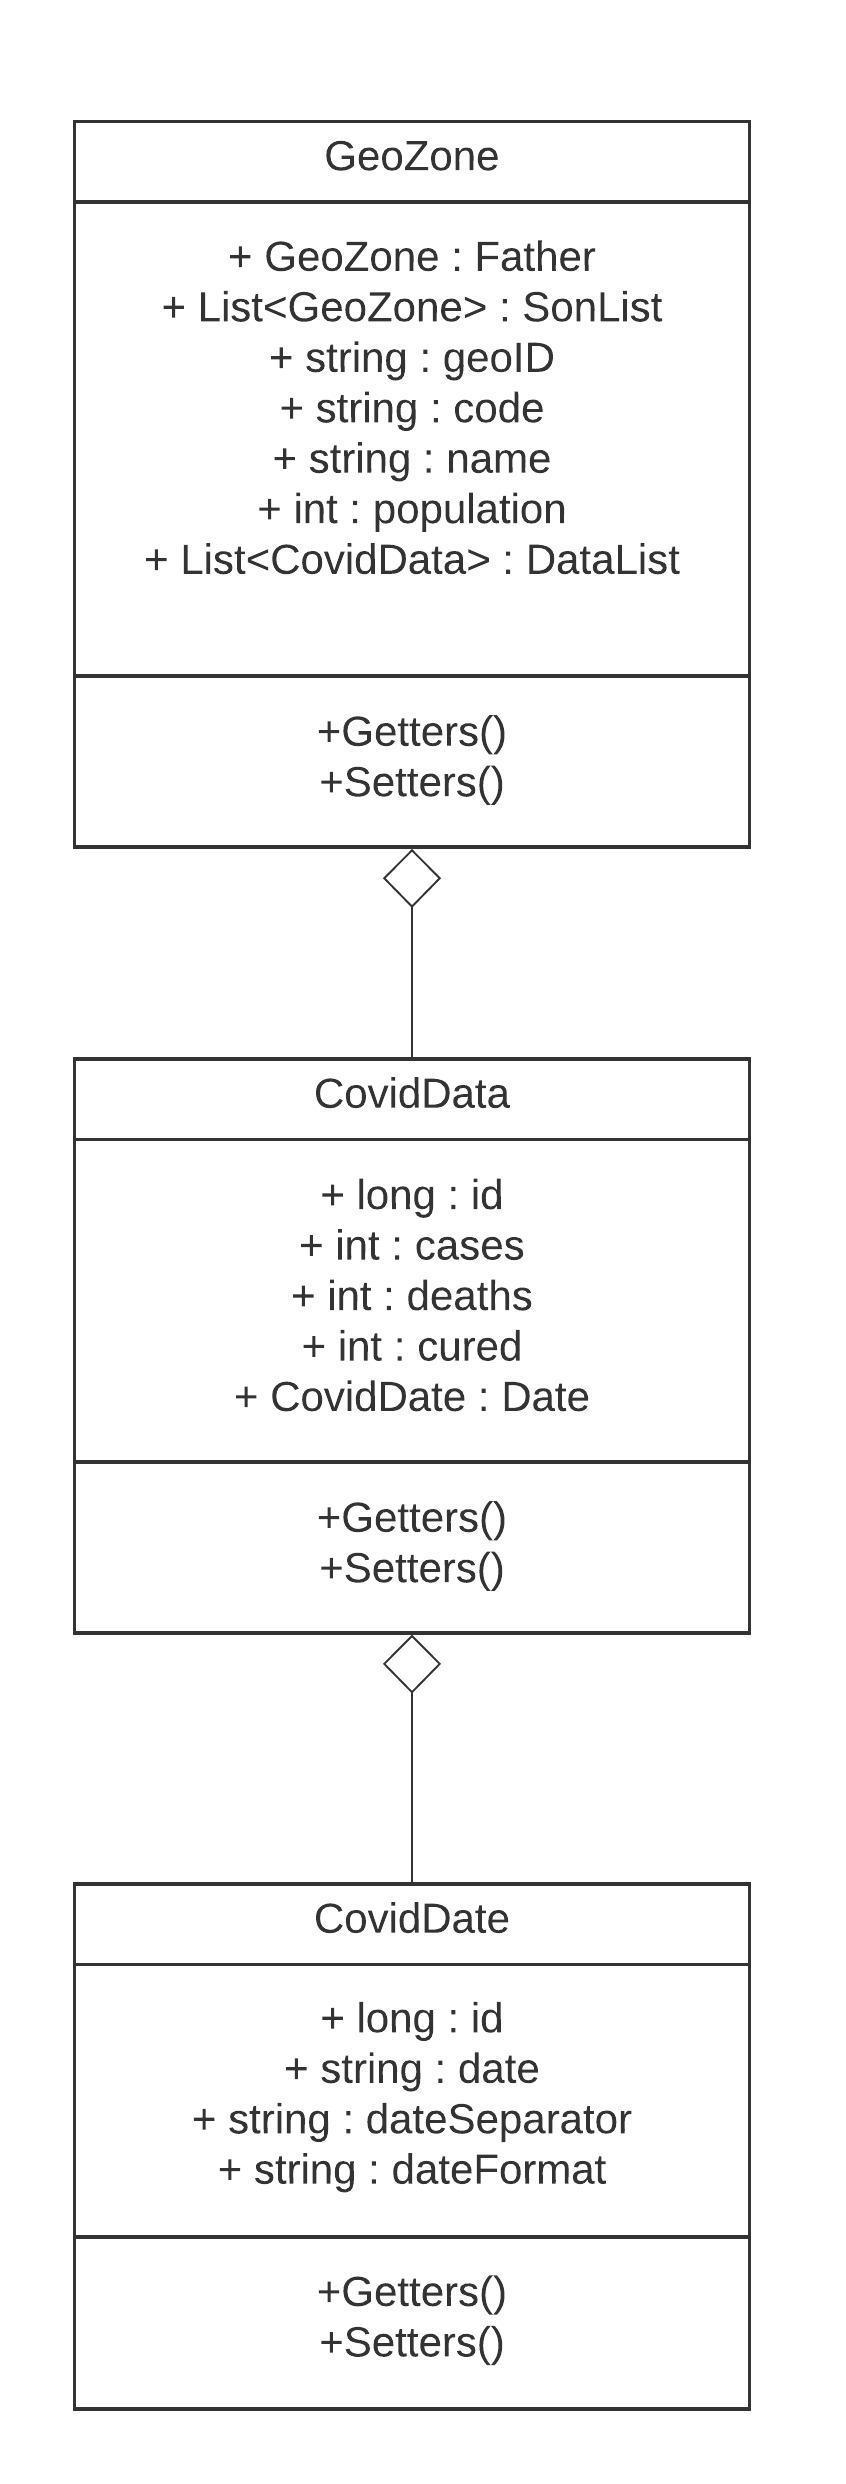 GeoZone
+ GeoZone : Father
+ List<GeoZone> : SonList
+ string : geoID
+ string : code
+ string : name
+ int : population
+ List<CovidData> : DataList
+Getters()
+Setters()
CovidData
+ long : id
+ int : cases
+ int : deaths
+ int : cured
+ CovidDate : Date
+Getters()
+Setters()
CovidDate
+ long : id
+ string : date
+ string : dateSeparator
+ string : dateFormat
+Getters()
+Setters()